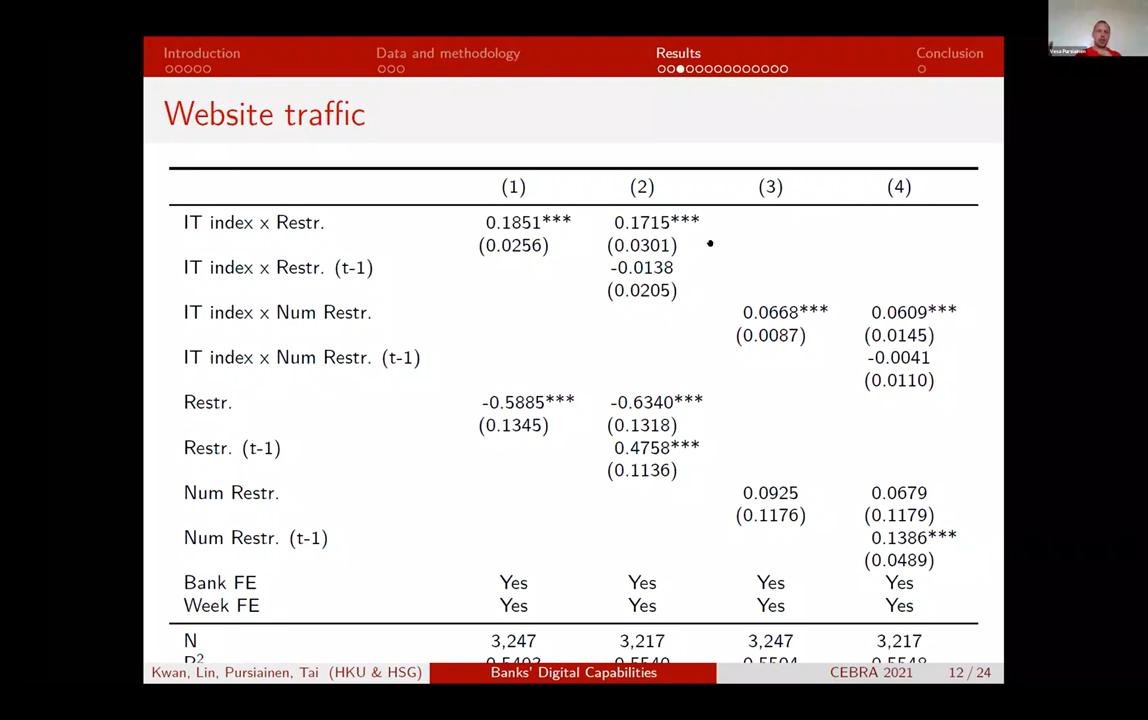 Introduction Data and methodology Results Conclusion
Vesa Pursiainen
Website traffic
(1) (2) (3) (4)
IT index x Restr. 0.1851*** 0.1715***
(0.0256) (0.0301)
IT index x Restr. (t-1) -0.0138
(0.0205)
IT index x Num Restr. 0.0668*** 0.0609***
(0.0087) (0.0145)
IT index x Num Restr. (t-1) -0.0041
(0.0110)
Restr. -0.5885*** -0.6340***
(0.1345) (0.1318)
Restr. (t-1) 0.4758***
(0.1136)
Num Restr. 0.0925 0.0679
(0.1176) (0.1179)
Num Restr. (t-1) 0.1386***
(0.0489)
Bank FE Yes Yes Yes Yes
Week FE Yes Yes Yes Yes
N 3,247 3,217 3,247 3,217
Kwan, Lin, Pursiainen, Tai (HKU & HSG) Banks' Digital Capabilities CEBRA 2021 12 / 24